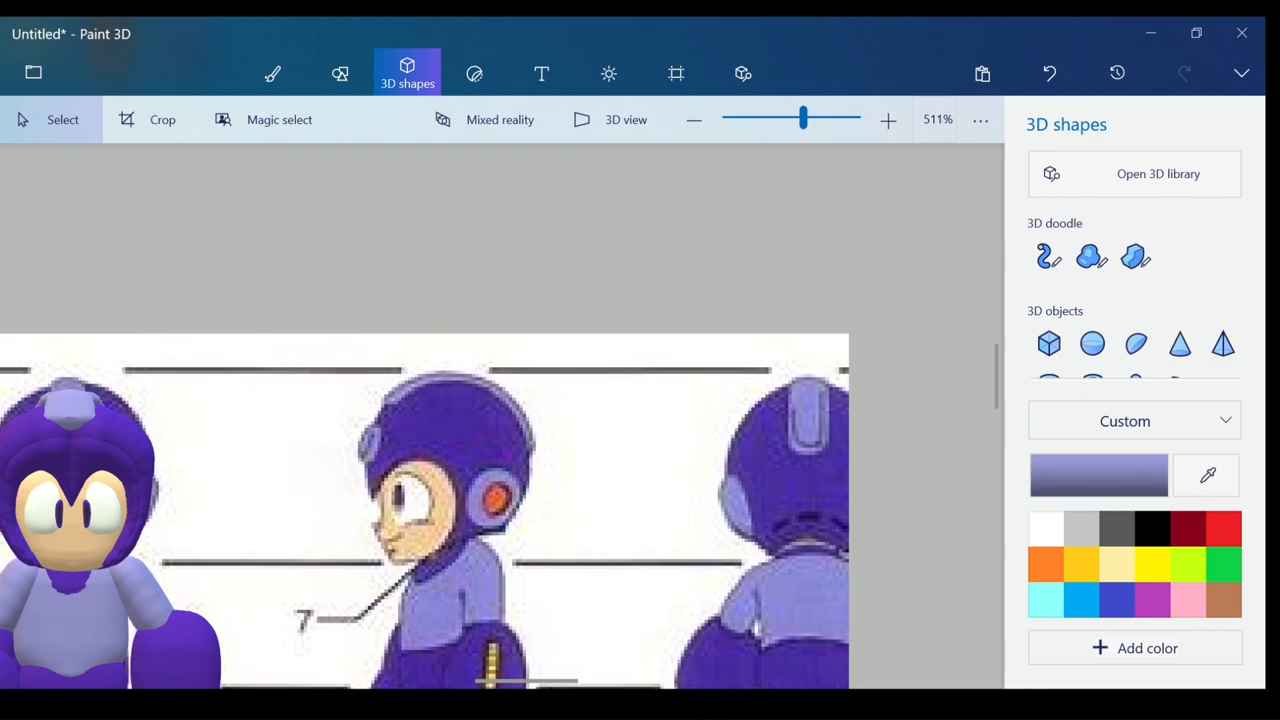 Untitled* - Paint 3D
3D shapes
Select
Crop
Magic select
Mixed reality
3D view
511%
3D shapes
Open 3D library
3D doodle
3D objects
Custom
Add color
7